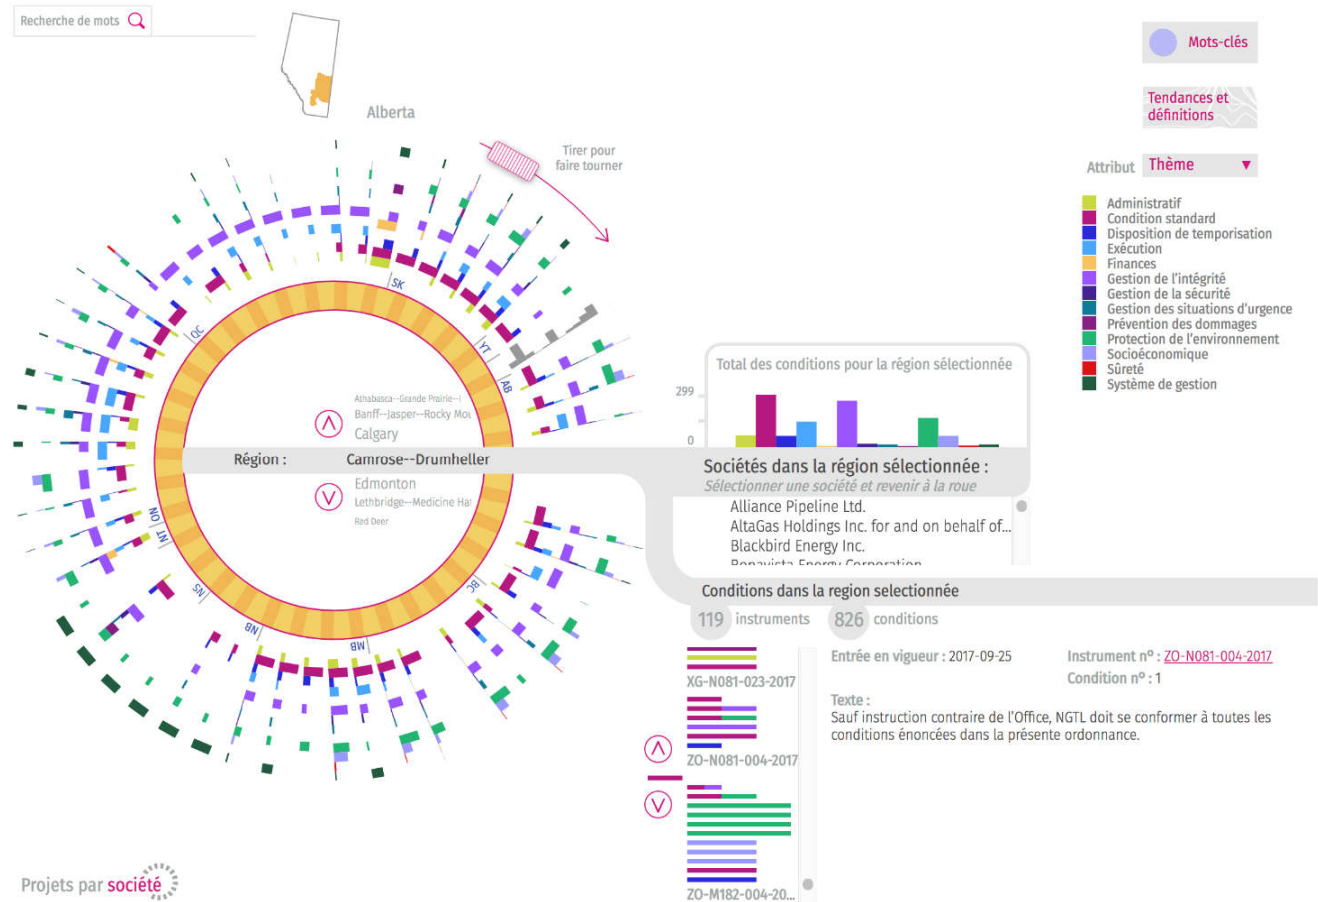 Recherche de mots
Mots-clés
Tendances et
définitions
Alberta
Tirer pour
faire tourner
Attribut Thème ▼
Administratif
Condition standard
Disposition de temporisation
Exécution
Finances
Gestion de l'intégrité
Gestion de la sécurité
Gestion des situations d'urgence
Prévention des dommages
Protection de l'environnement
Socioéconomique
Sûreté
Système de gestion
SK
QC
YT
AB
ON
NT
NS
NB
MB
BC
Athabasca--Grande Prairie--
Banff--Jasper--Rocky Mou
Calgary
Région : Camrose--Drumheller
Edmonton
Lethbridge--Medicine Hat
Red Deer
Total des conditions pour la région sélectionnée
299
0
Sociétés dans la région sélectionnée :
Sélectionner une société et revenir à la roue
Alliance Pipeline Ltd.
AltaGas Holdings Inc. for and on behalf of...
Blackbird Energy Inc.
Bonavista Energy Corporation
Conditions dans la region selectionnée
119 instruments 826 conditions
XG-N081-023-2017
ZO-N081-004-2017
ZO-M182-004-20...
Entrée en vigueur : 2017-09-25
Instrument nº : ZO-N081-004-2017
Condition nº : 1
Texte :
Sauf instruction contraire de l'Office, NGTL doit se conformer à toutes les
conditions énoncées dans la présente ordonnance.
Projets par société